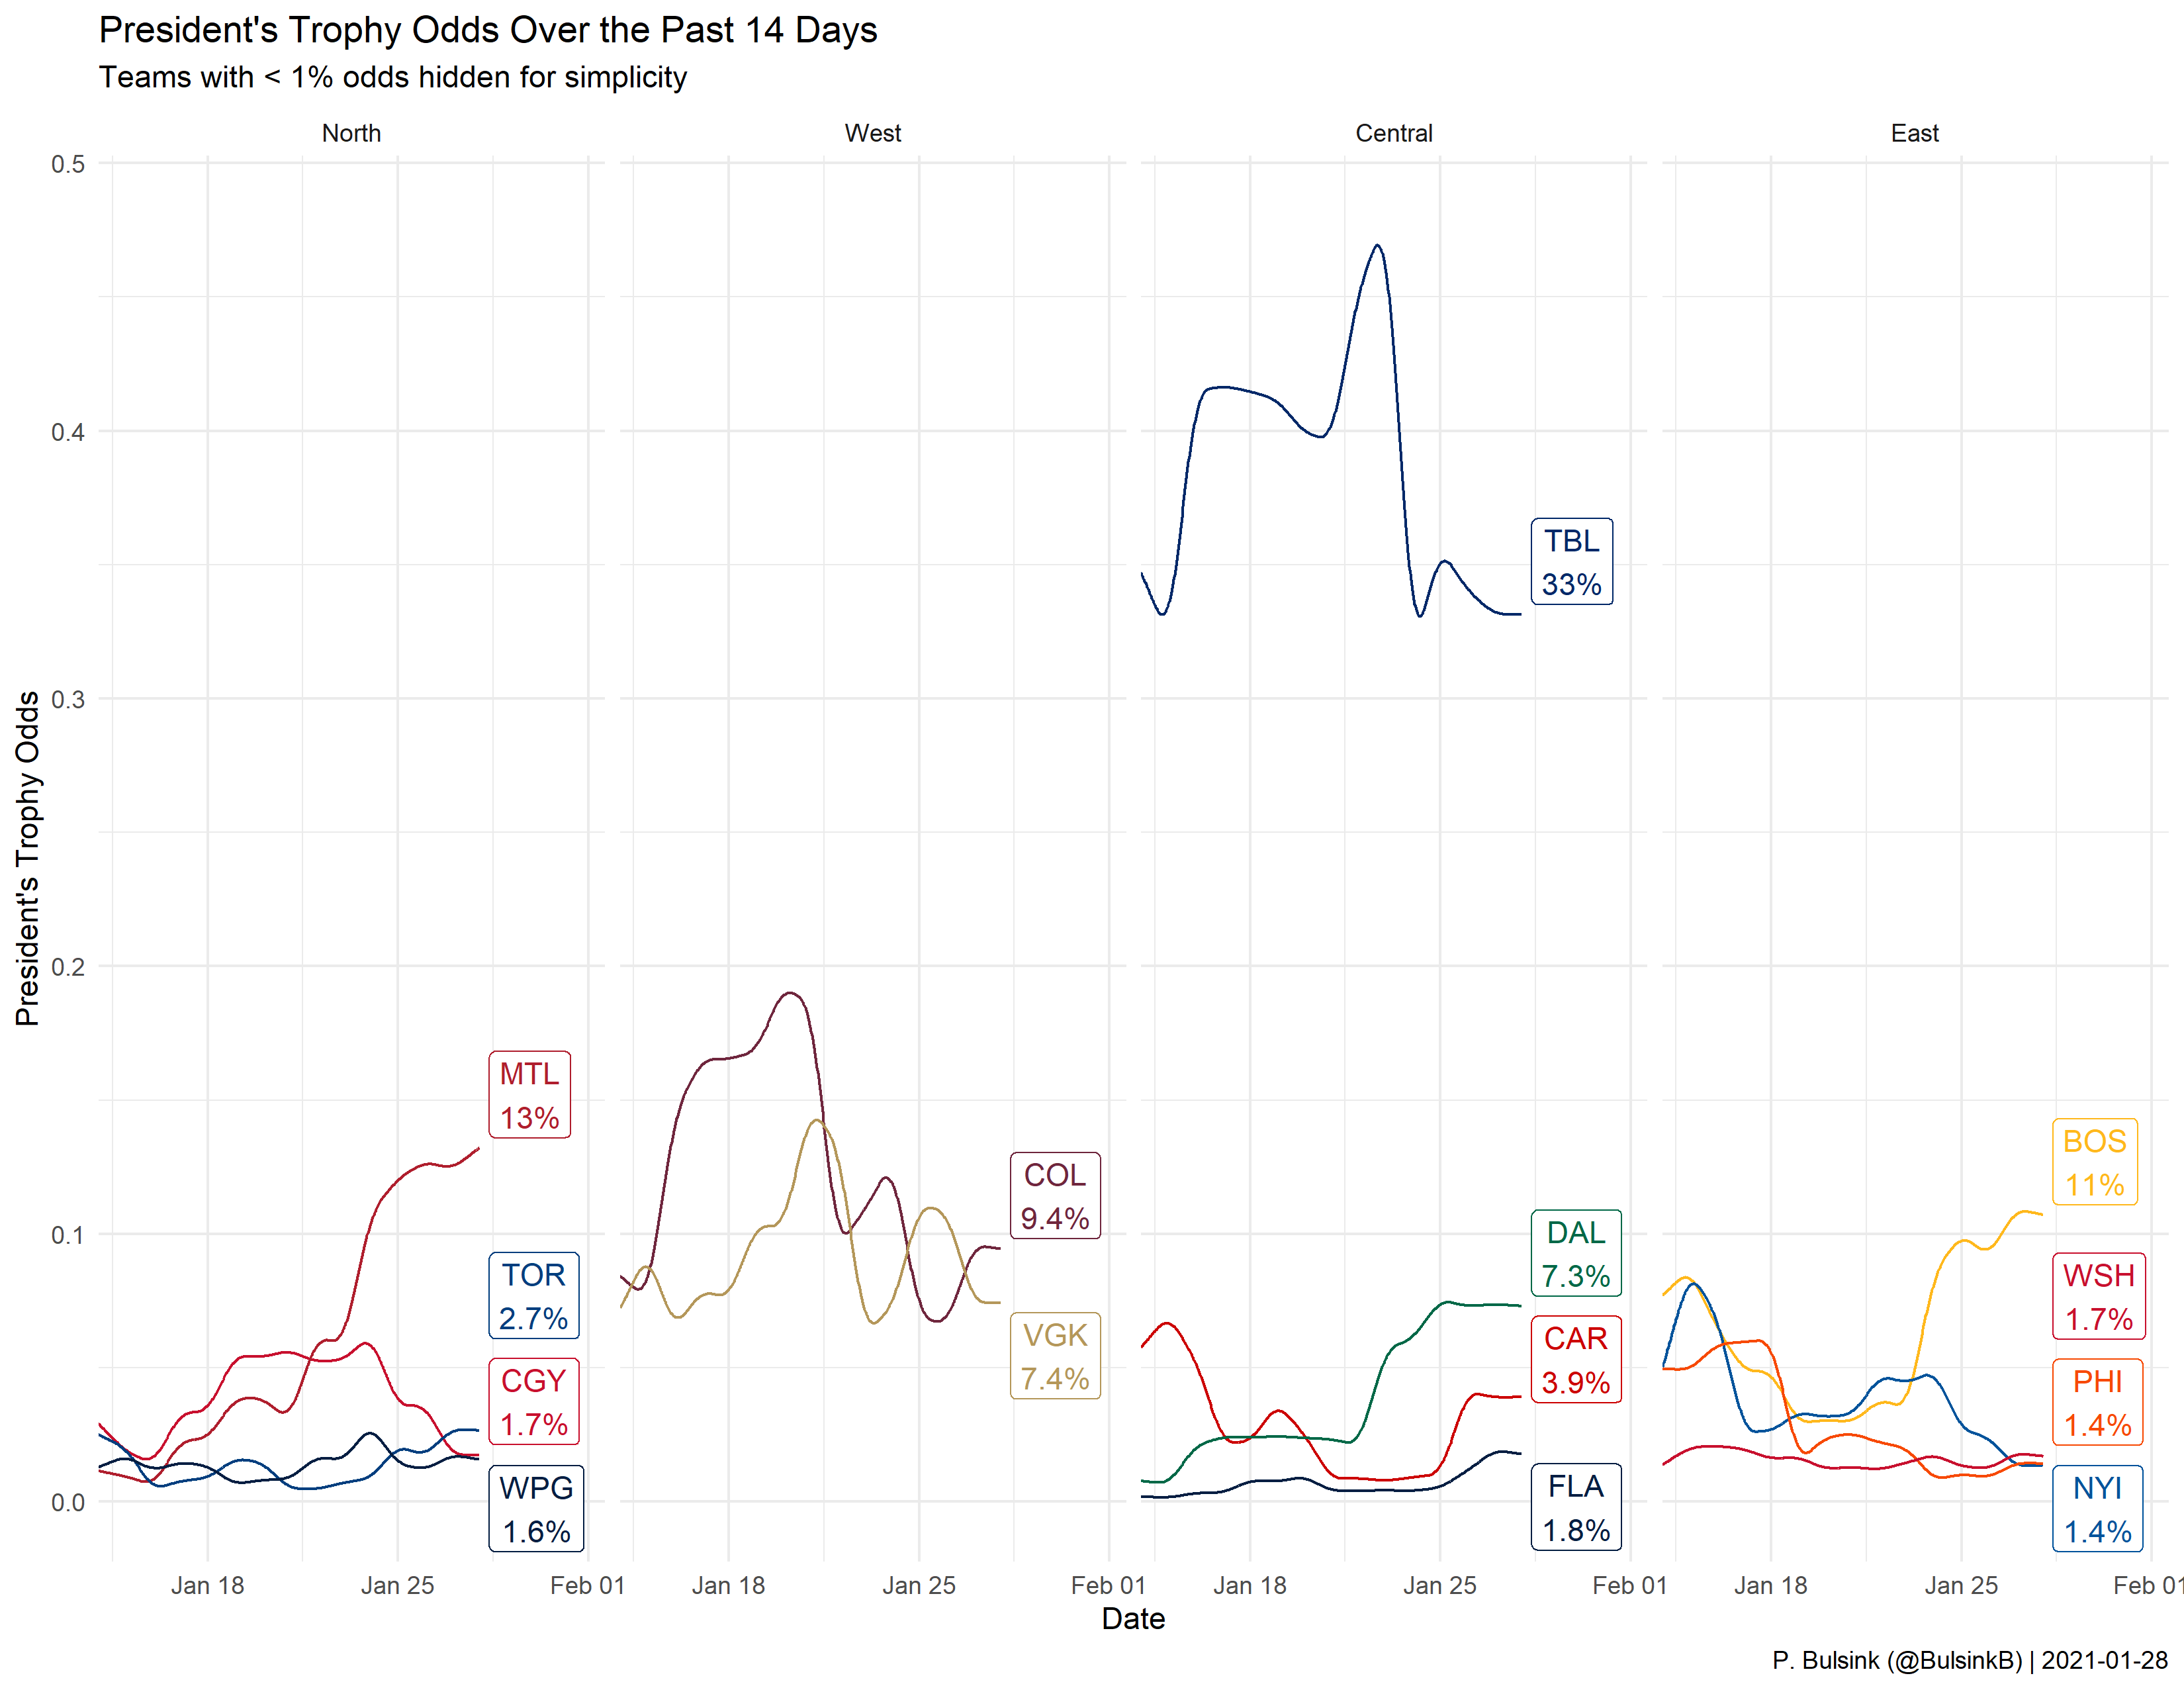 President's Trophy Odds Over the Past 14 Days
Teams with < 1% odds hidden for simplicity
North
West
Central
East
President's Trophy Odds
0.5
0.4
0.3
0.2
0.1
0.0
MTL
13%
TOR
2.7%
CGY
1.7%
WPG
1.6%
COL
9.4%
VGK
7.4%
TBL
33%
DAL
7.3%
CAR
3.9%
FLA
1.8%
BOS
11%
WSH
1.7%
PHI
1.4%
NYI
1.4%
Jan 18
Jan 25
Feb 01
Jan 18
Jan 25
Feb 01
Jan 18
Jan 25
Feb 01
Jan 18
Jan 25
Feb 01
Date
P. Bulsink (@BulsinkB) | 2021-01-28